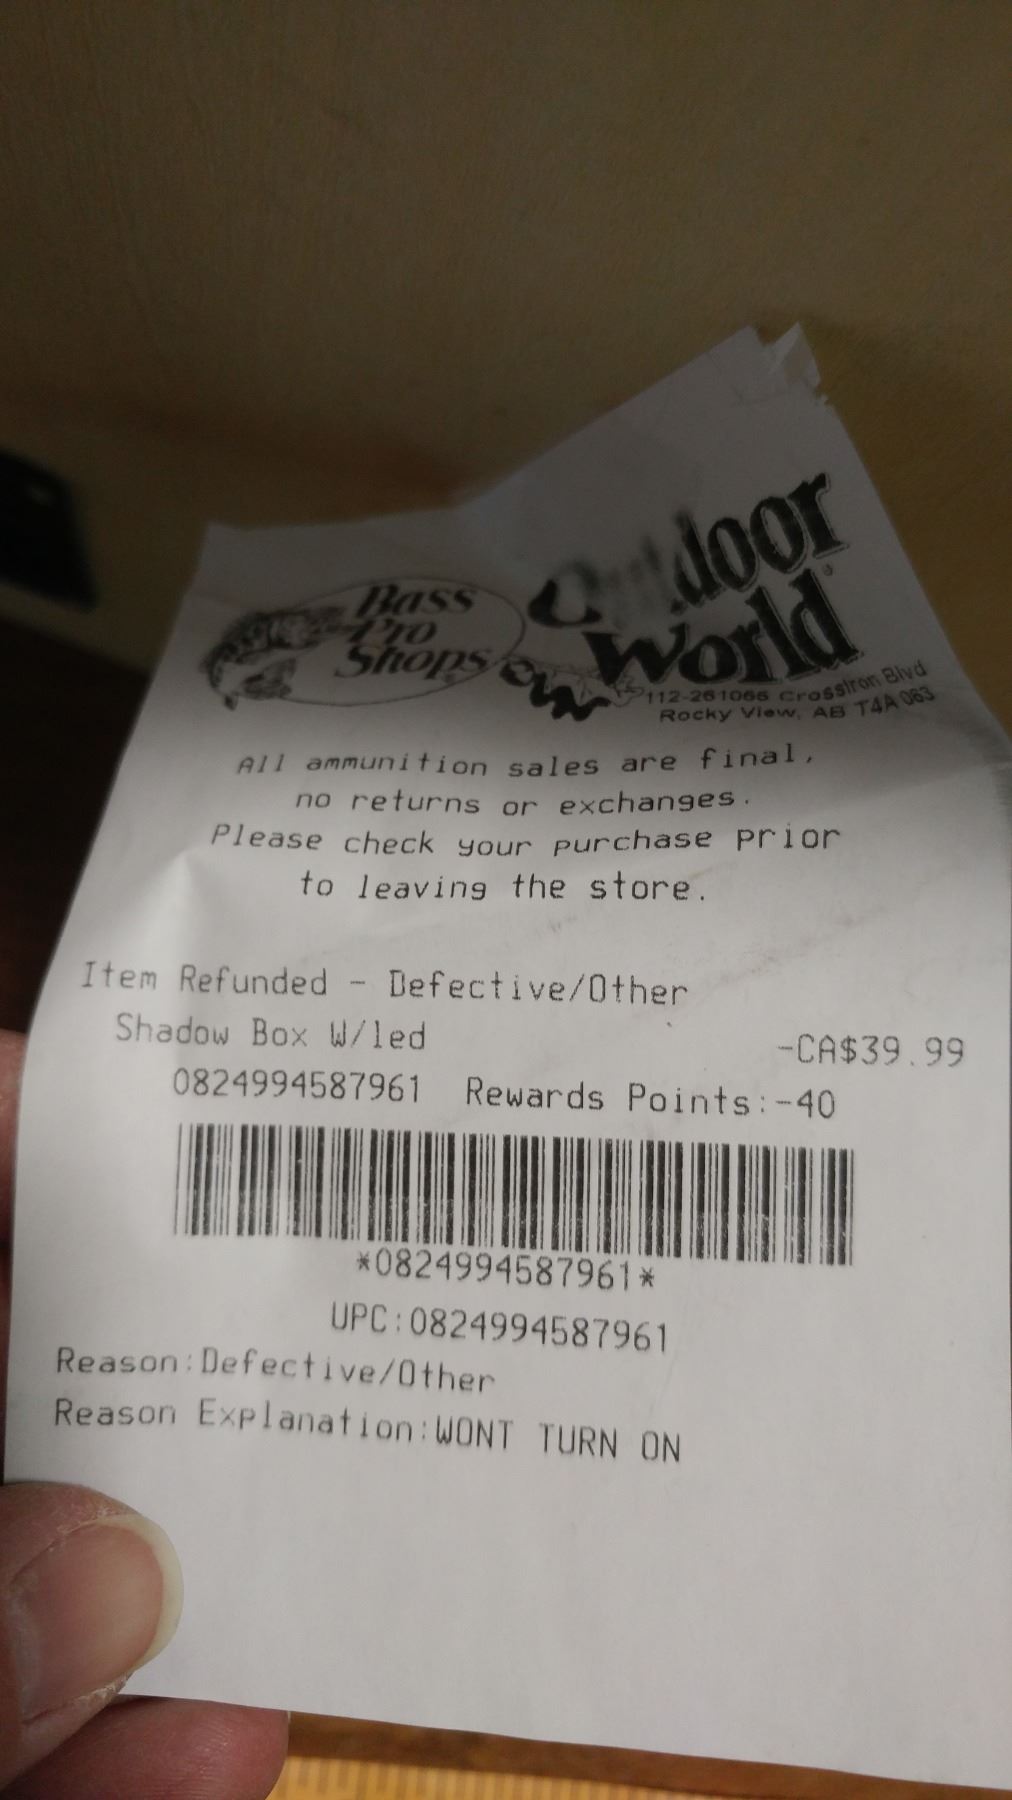 Bass
Pro
Shops
Outdoor
World®
112-261066 CrossIron Blvd
Rocky View, AB T4A 0G3
All ammunition sales are final,
no returns or exchanges.
Please check your purchase prior
to leaving the store.
Item Refunded - Defective/Other
Shadow Box W/led -CA$39.99
0824994587961 Rewards Points:-40
*0824994587961*
UPC:0824994587961
Reason:Defective/Other
Reason Explanation:WONT TURN ON